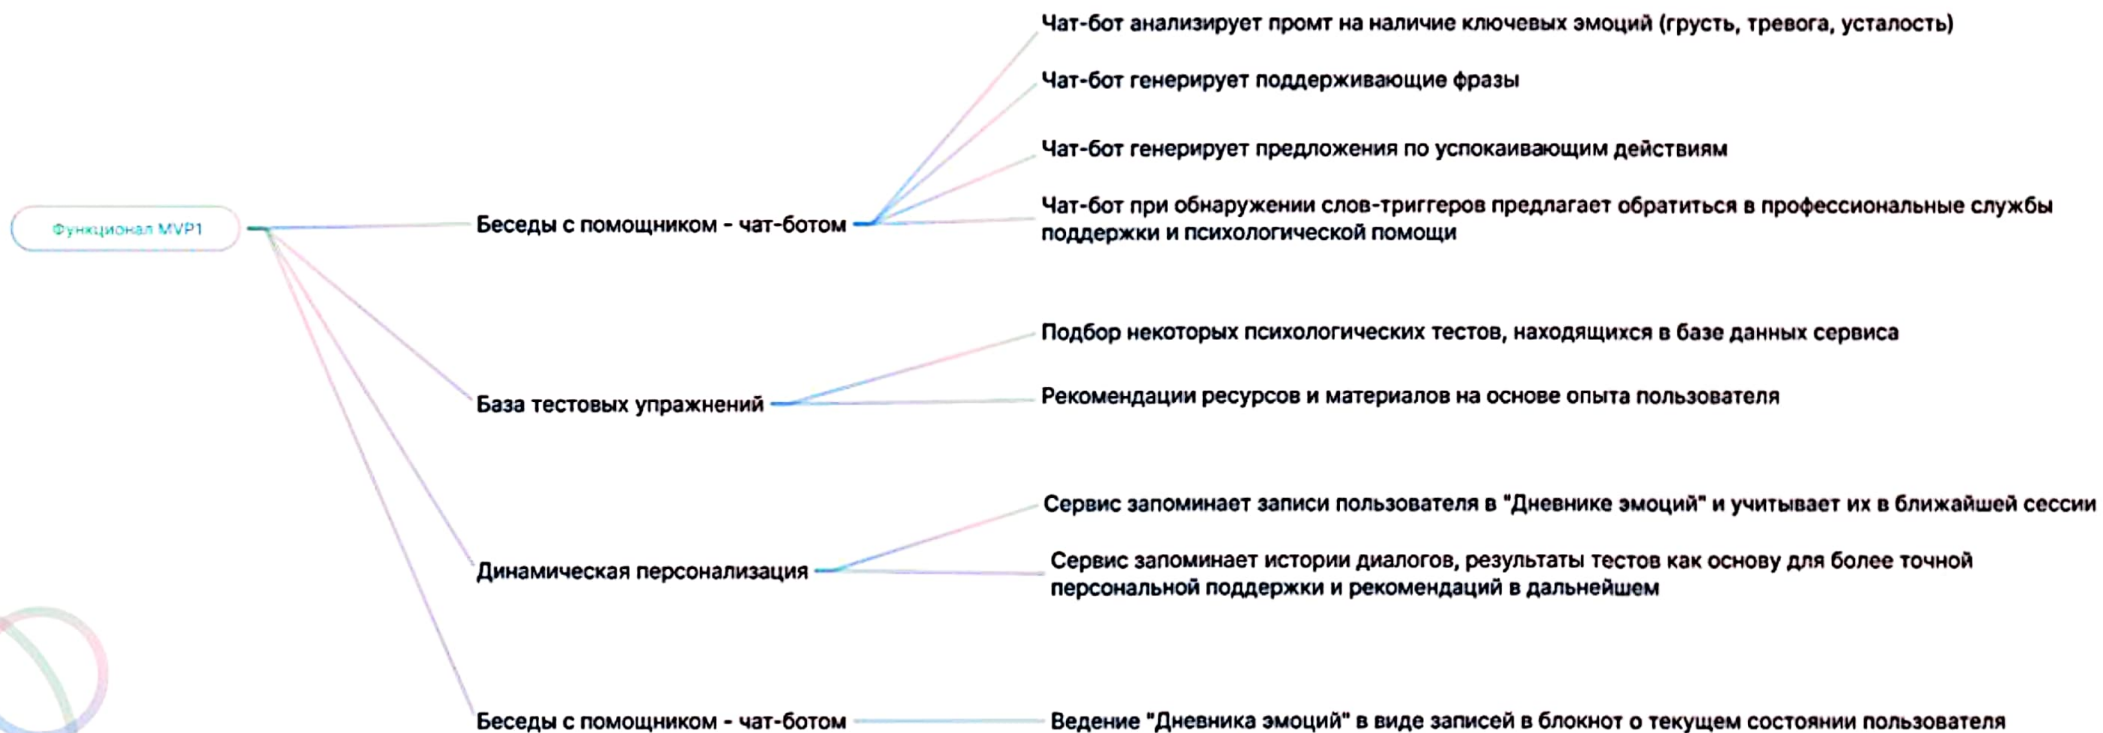 Функционал MVP1
Беседы с помощником - чат-ботом
Чат-бот анализирует промт на наличие ключевых эмоций (грусть, тревога, усталость)
Чат-бот генерирует поддерживающие фразы
Чат-бот генерирует предложения по успокаивающим действиям
Чат-бот при обнаружении слов-триггеров предлагает обратиться в профессиональные службы
поддержки и психологической помощи
База тестовых упражнений
Подбор некоторых психологических тестов, находящихся в базе данных сервиса
Рекомендации ресурсов и материалов на основе опыта пользователя
Динамическая персонализация
Сервис запоминает записи пользователя в "Дневнике эмоций" и учитывает их в ближайшей сессии
Сервис запоминает истории диалогов, результаты тестов как основу для более точной
персональной поддержки и рекомендаций в дальнейшем
Беседы с помощником - чат-ботом
Ведение "Дневника эмоций" в виде записей в блокнот о текущем состоянии пользователя